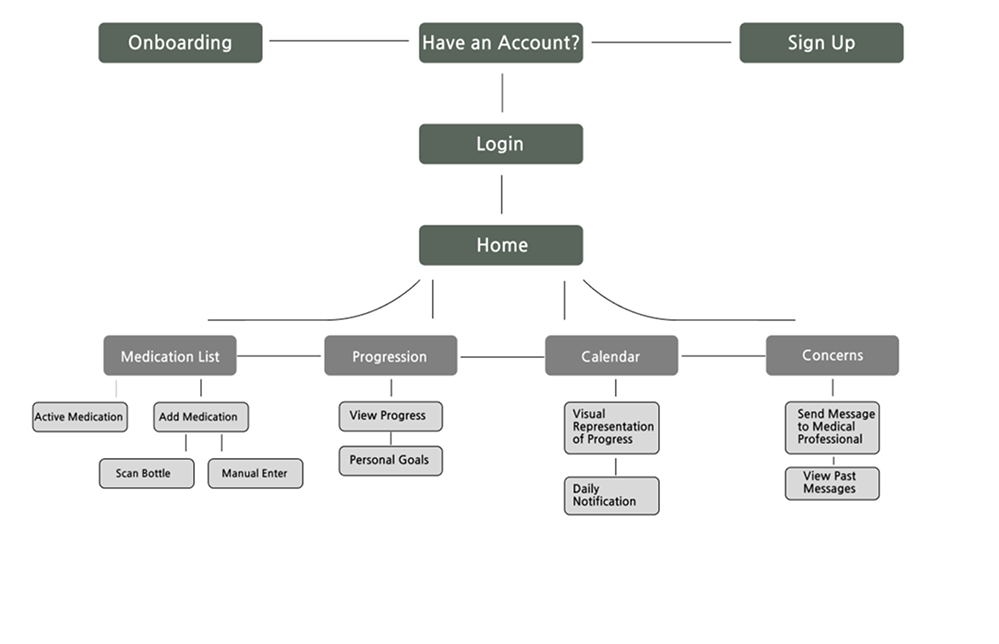 Onboarding
Have an Account?
Sign Up
Login
Home
Medication List
Progression
Calendar
Concerns
Active Medication
Add Medication
View Progress
Visual
Representation
of Progress
Send Message
to Medical
Professional
Scan Bottle
Manual Enter
Personal Goals
Daily
Notification
View Past
Messages